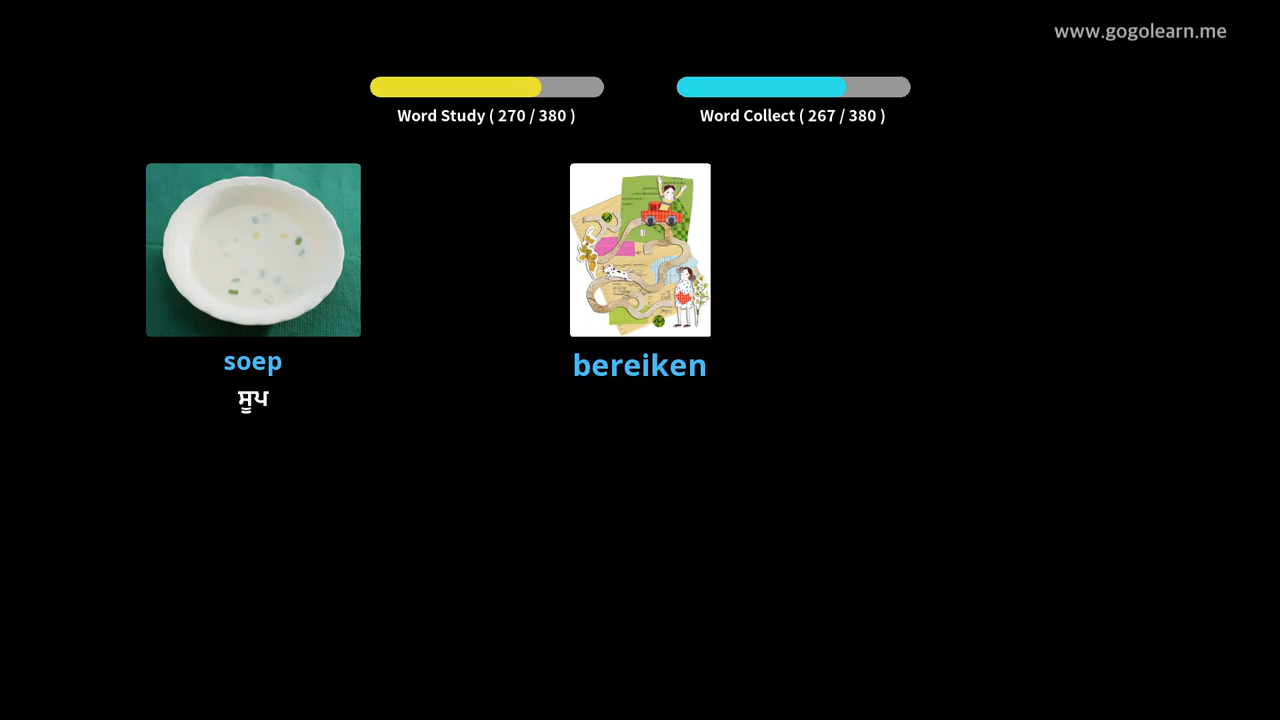 www.gogolearn.me
Word Study ( 270 / 380 )
Word Collect ( 267 / 380 )
soep
ਸੂਪ
bereiken